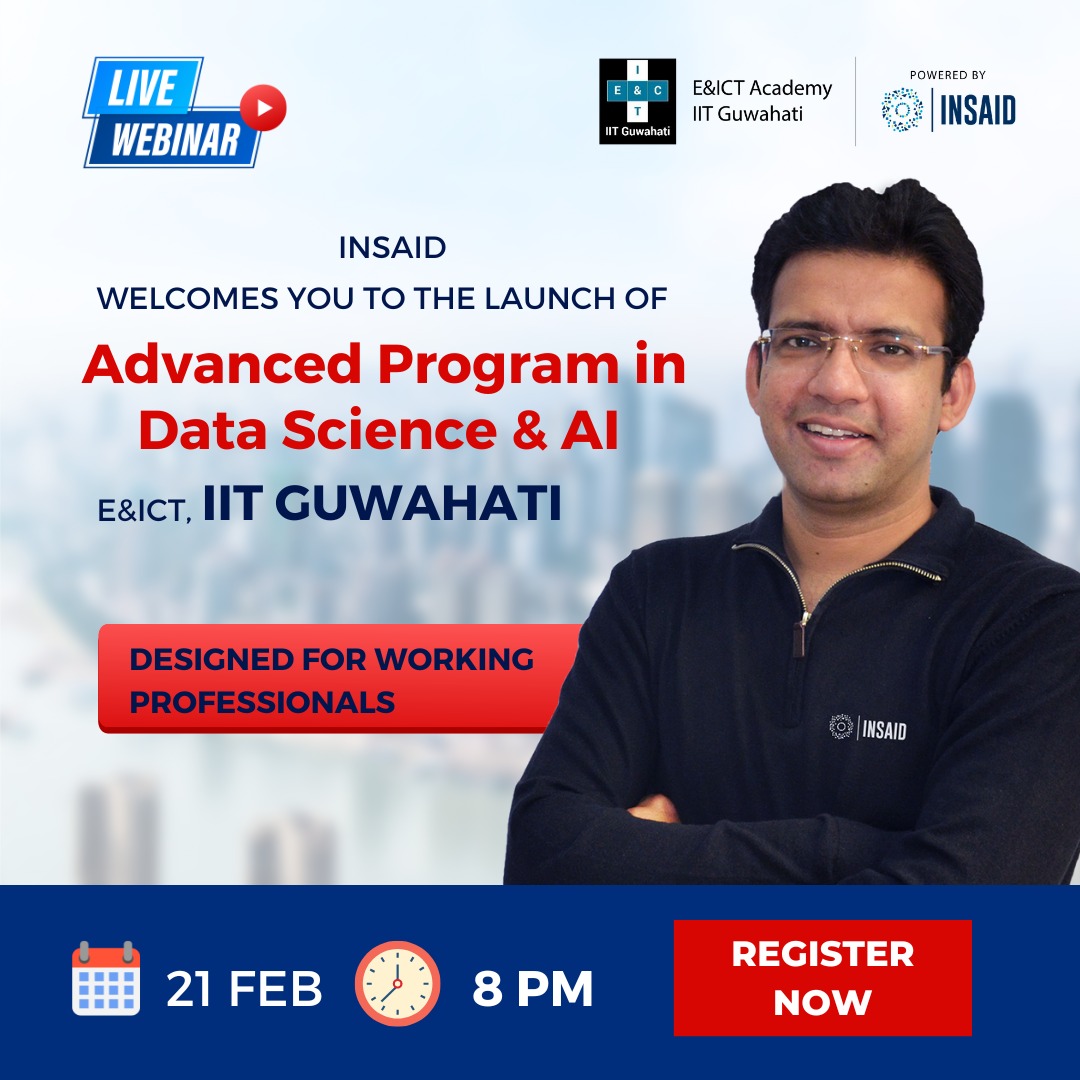 LIVE
WEBINAR
I
E & C
T
IIT Guwahati
E&ICT Academy
IIT Guwahati
POWERED BY
INSAID
INSAID
WELCOMES YOU TO THE LAUNCH OF
Advanced Program in
Data Science & AI
E&ICT, IIT GUWAHATI
DESIGNED FOR WORKING
PROFESSIONALS
INSAID
21 FEB
8 PM
REGISTER
NOW